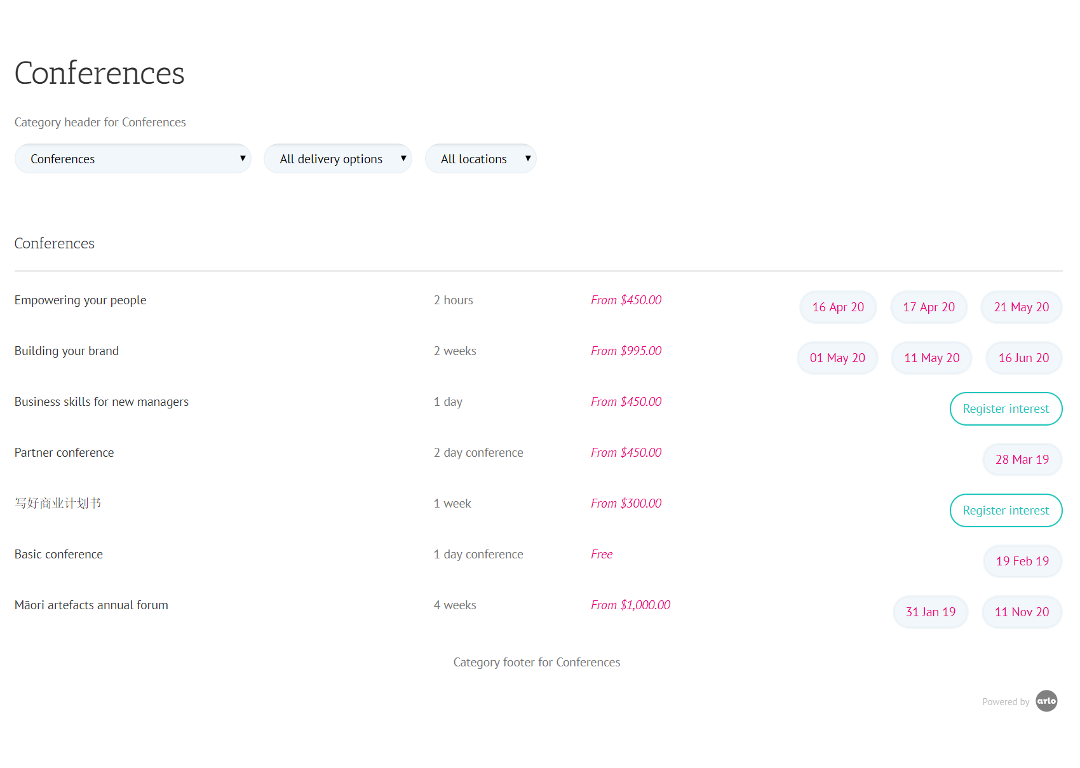 Conferences
Category header for Conferences
Conferences All delivery options All locations
Conferences
Empowering your people 2 hours From $450.00 16 Apr 20 17 Apr 20 21 May 20
Building your brand 2 weeks From $995.00 01 May 20 11 May 20 16 Jun 20
Business skills for new managers 1 day From $450.00 Register interest
Partner conference 2 day conference From $450.00 28 Mar 19
写好商业计划书 1 week From $300.00 Register interest
Basic conference 1 day conference Free 19 Feb 19
Māori artefacts annual forum 4 weeks From $1,000.00 31 Jan 19 11 Nov 20
Category footer for Conferences
Powered by arlo